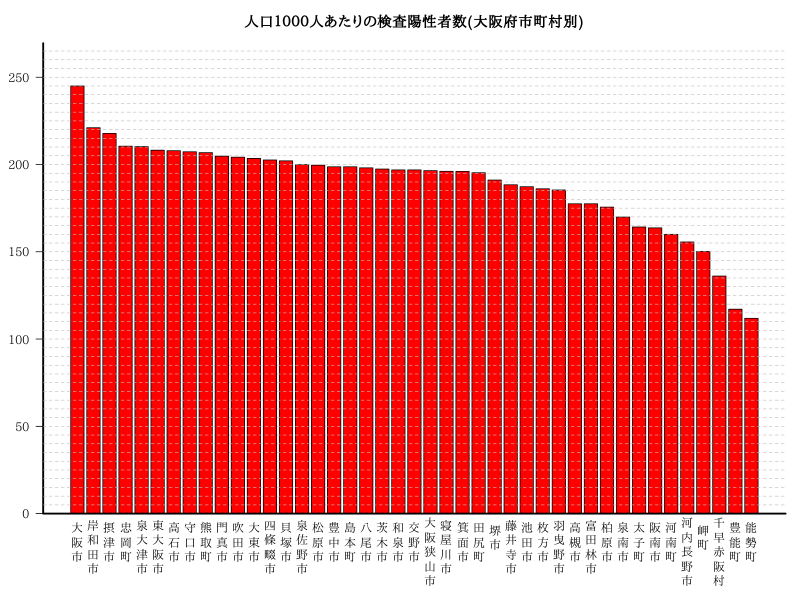 人口1000人あたりの検査陽性者数(大阪府市町村別)
250
200
150
100
50
0
大阪市
岸和田市
摂津市
忠岡町
泉大津市
東大阪市
高石市
守口市
熊取町
門真市
吹田市
大東市
四條畷市
貝塚市
泉佐野市
松原市
豊中市
島本町
八尾市
茨木市
和泉市
交野市
大阪狭山市
寝屋川市
箕面市
田尻町
堺市
藤井寺市
池田市
枚方市
羽曳野市
高槻市
富田林市
柏原市
泉南市
太子町
阪南市
河南町
河内長野市
岬町
千早赤阪村
豊能町
能勢町